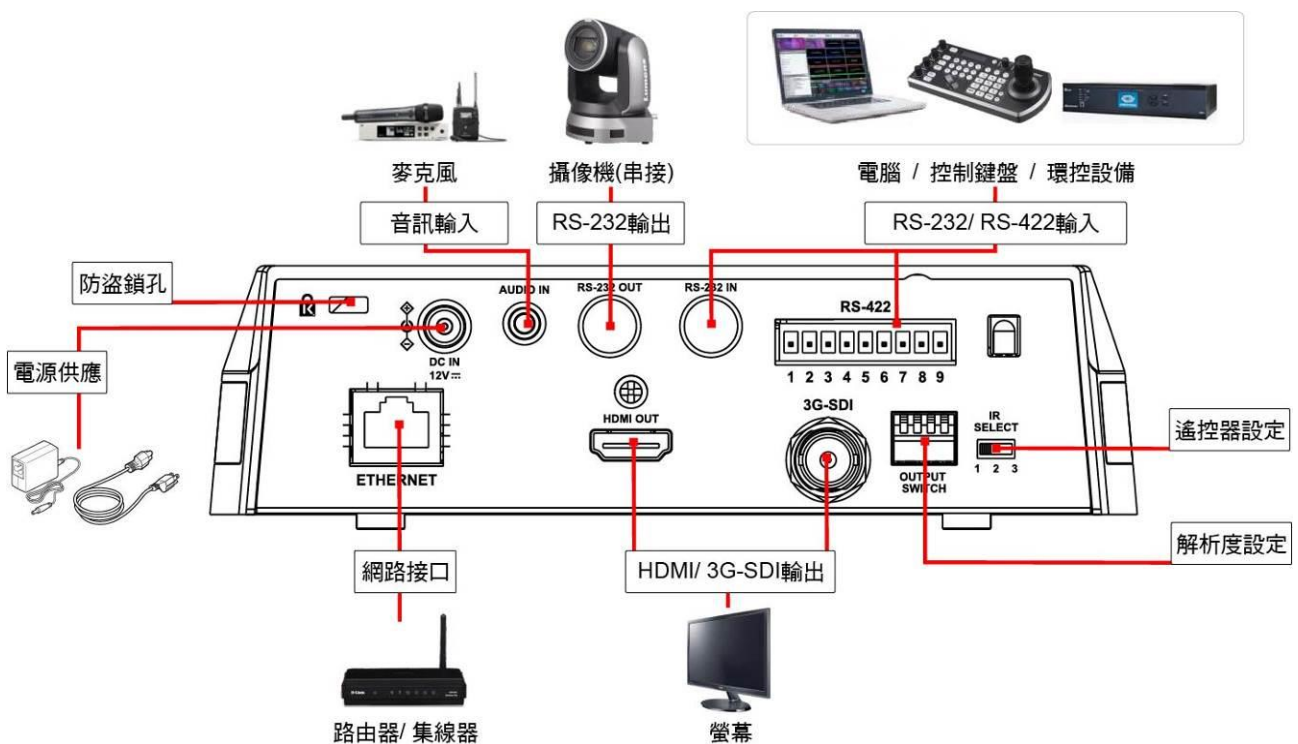 麥克風
攝像機(串接)
電腦 / 控制鍵盤 / 環控設備
音訊輸入
RS-232輸出
RS-232/ RS-422輸入
防盜鎖孔
AUDIO IN
RS-232 OUT
RS-232 IN
RS-422
K
DC IN
12V
1 2 3 4 5 6 7 8 9
電源供應
HDMI OUT
3G-SDI
IR
SELECT
1 2 3
遙控器設定
ETHERNET
OUTPUT
SWITCH
解析度設定
網路接口
HDMI/ 3G-SDI輸出
D-Link
路由器/ 集線器
螢幕
Lumens